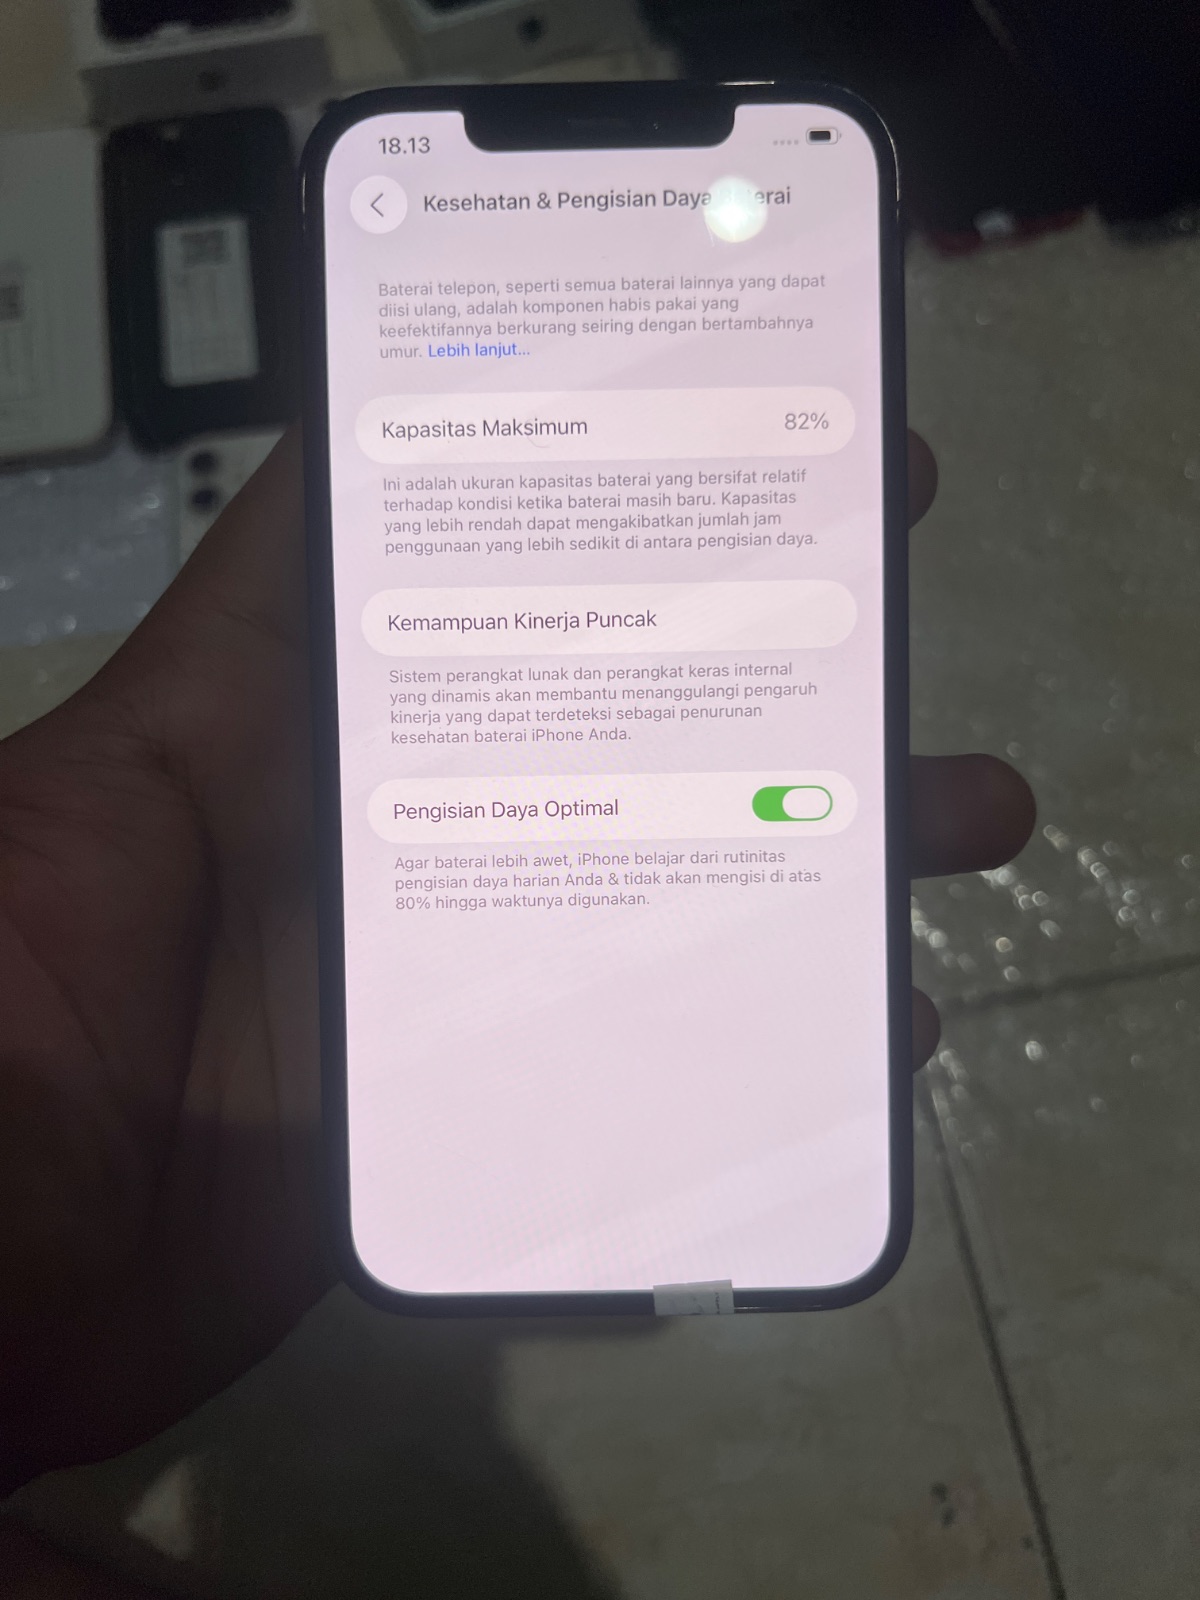 18.13
Kesehatan & Pengisian Daya
Baterai telepon, seperti semua baterai lainnya yang dapat
diisi ulang, adalah komponen habis pakai yang
keefektifannya berkurang seiring dengan bertambahnya
umur. Lebih lanjut...
Kapasitas Maksimum 82%
Ini adalah ukuran kapasitas baterai yang bersifat relatif
terhadap kondisi ketika baterai masih baru. Kapasitas
yang lebih rendah dapat mengakibatkan jumlah jam
penggunaan yang lebih sedikit di antara pengisian daya.
Kemampuan Kinerja Puncak
Sistem perangkat lunak dan perangkat keras internal
yang dinamis akan membantu menanggulangi pengaruh
kinerja yang dapat terdeteksi sebagai penurunan
kesehatan baterai iPhone Anda.
Pengisian Daya Optimal
Agar baterai lebih awet, iPhone belajar dari rutinitas
pengisian daya harian Anda & tidak akan mengisi di atas
80% hingga waktunya digunakan.